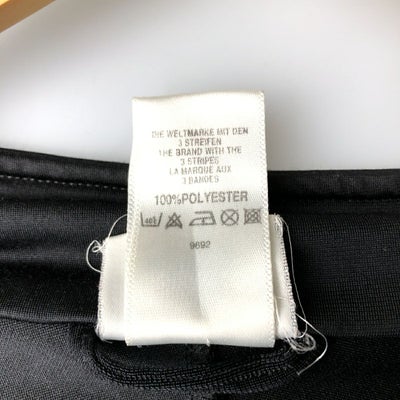 DIE WELTMARKE MIT DEN
3 STREIFEN
THE BRAND WITH THE
3 STRIPES
LA MARQUE AUX
3 BANDES
100%POLYESTER
40
9692